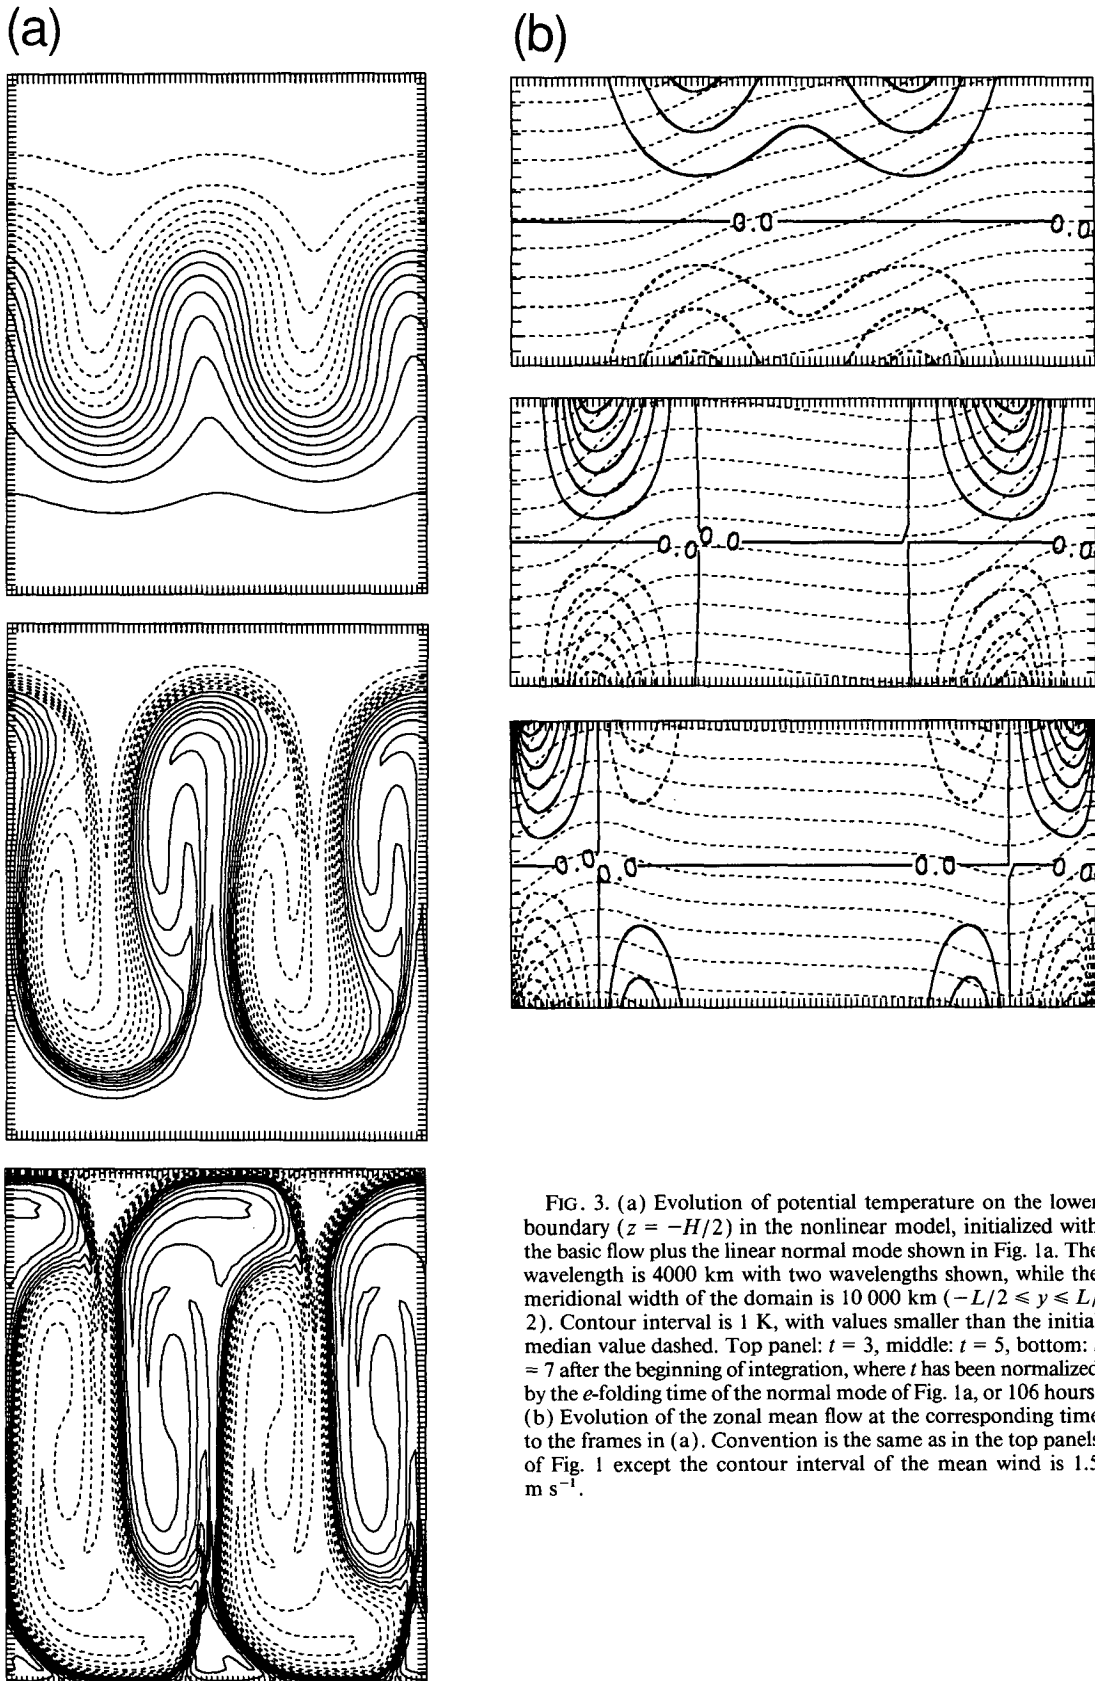 (a)
(b)
0.0
0.0
0.0
0.0
0.0
0.0
0.0
0.0
0.0
FIG. 3. (a) Evolution of potential temperature on the lower
boundary (z = −H/2) in the nonlinear model, initialized with
the basic flow plus the linear normal mode shown in Fig. 1a. The
wavelength is 4000 km with two wavelengths shown, while the
meridional width of the domain is 10 000 km (−L/2 ⩽ y ⩽ L/
2). Contour interval is 1 K, with values smaller than the initial
median value dashed. Top panel: t = 3, middle: t = 5, bottom:
= 7 after the beginning of integration, where t has been normalized
by the e-folding time of the normal mode of Fig. 1a, or 106 hours
(b) Evolution of the zonal mean flow at the corresponding time
to the frames in (a). Convention is the same as in the top panels
of Fig. 1 except the contour interval of the mean wind is 1.5
m s⁻¹.